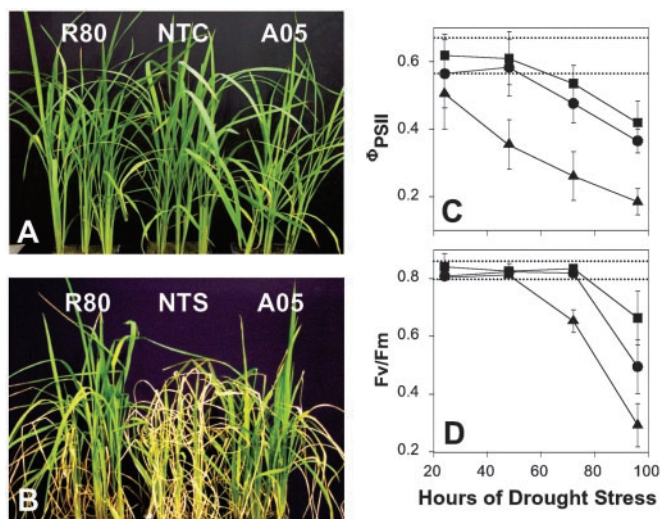 R80 NTC A05
A
R80 NTS A05
B
0.6
0.4
0.2
ΦPSII
C
0.8
0.6
0.4
0.2
Fv/Fm
D
20 40 60 80 100
Hours of Drought Stress